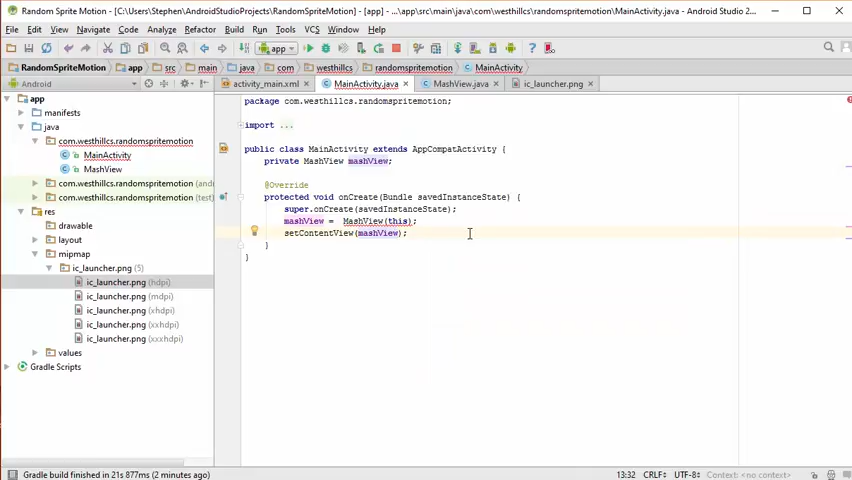 Random Sprite Motion - [C:\Users\Stephen\AndroidStudioProjects\RandomSpriteMotion] - [app] - ...\app\src\main\java\com\westhillcs\randomspritemotion\MainActivity.java - Android Studio 2...
File Edit View Navigate Code Analyze Refactor Build Run Tools VCS Window Help
app
RandomSpriteMotion app src main java com westhillcs randomspritemotion MainActivity
Android
activity_main.xml MainActivity.java MashView.java ic_launcher.png
app
manifests
java
com.westhillcs.randomspritemotion
MainActivity
MashView
com.westhillcs.randomspritemotion (and
com.westhillcs.randomspritemotion (test)
res
drawable
layout
mipmap
ic_launcher.png (5)
ic_launcher.png (hdpi)
ic_launcher.png (mdpi)
ic_launcher.png (xhdpi)
ic_launcher.png (xxhdpi)
ic_launcher.png (xxxhdpi)
values
Gradle Scripts
package com.westhillcs.randomspritemotion;
import ...
public class MainActivity extends AppCompatActivity {
private MashView mashView;
@Override
protected void onCreate(Bundle savedInstanceState) {
super.onCreate(savedInstanceState);
mashView = MashView(this);
setContentView(mashView);
}
}
Gradle build finished in 21s 877ms (2 minutes ago)
13:32 CRLF÷ UTF-8÷ Context: <no context>